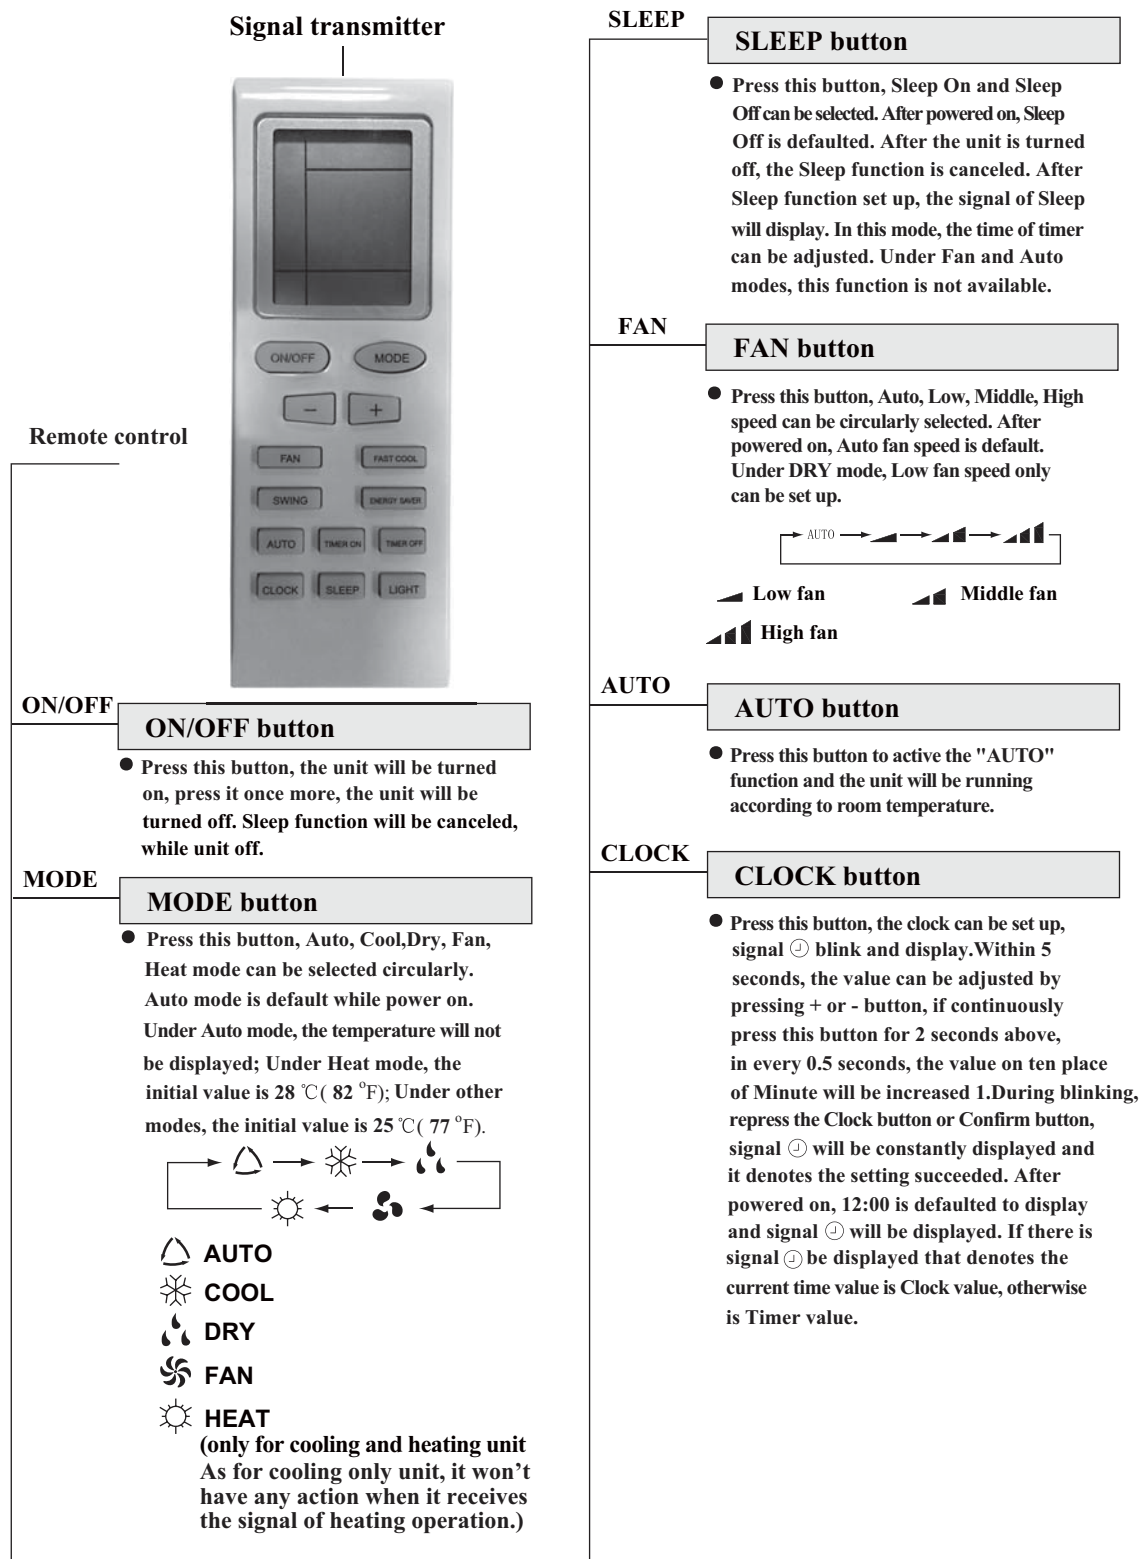 Signal transmitter
ON/OFF
MODE
-
+
FAN
FAST COOL
SWING
ENERGY SAVER
AUTO
TIMER ON
TIMER OFF
CLOCK
SLEEP
LIGHT
Remote control
ON/OFF
ON/OFF button
● Press this button, the unit will be turned
on, press it once more, the unit will be
turned off. Sleep function will be canceled,
while unit off.
MODE
MODE button
● Press this button, Auto, Cool,Dry, Fan,
Heat mode can be selected circularly.
Auto mode is default while power on.
Under Auto mode, the temperature will not
be displayed; Under Heat mode, the
initial value is 28 ℃( 82 °F); Under other
modes, the initial value is 25 ℃( 77 °F).
AUTO
COOL
DRY
FAN
HEAT
(only for cooling and heating unit
As for cooling only unit, it won’t
have any action when it receives
the signal of heating operation.)
SLEEP
SLEEP button
● Press this button, Sleep On and Sleep
Off can be selected. After powered on, Sleep
Off is defaulted. After the unit is turned
off, the Sleep function is canceled. After
Sleep function set up, the signal of Sleep
will display. In this mode, the time of timer
can be adjusted. Under Fan and Auto
modes, this function is not available.
FAN
FAN button
● Press this button, Auto, Low, Middle, High
speed can be circularly selected. After
powered on, Auto fan speed is default.
Under DRY mode, Low fan speed only
can be set up.
AUTO
Low fan
Middle fan
High fan
AUTO
AUTO button
● Press this button to active the "AUTO"
function and the unit will be running
according to room temperature.
CLOCK
CLOCK button
● Press this button, the clock can be set up,
signal blink and display.Within 5
seconds, the value can be adjusted by
pressing + or - button, if continuously
press this button for 2 seconds above,
in every 0.5 seconds, the value on ten place
of Minute will be increased 1.During blinking,
repress the Clock button or Confirm button,
signal will be constantly displayed and
it denotes the setting succeeded. After
powered on, 12:00 is defaulted to display
and signal will be displayed. If there is
signal be displayed that denotes the
current time value is Clock value, otherwise
is Timer value.